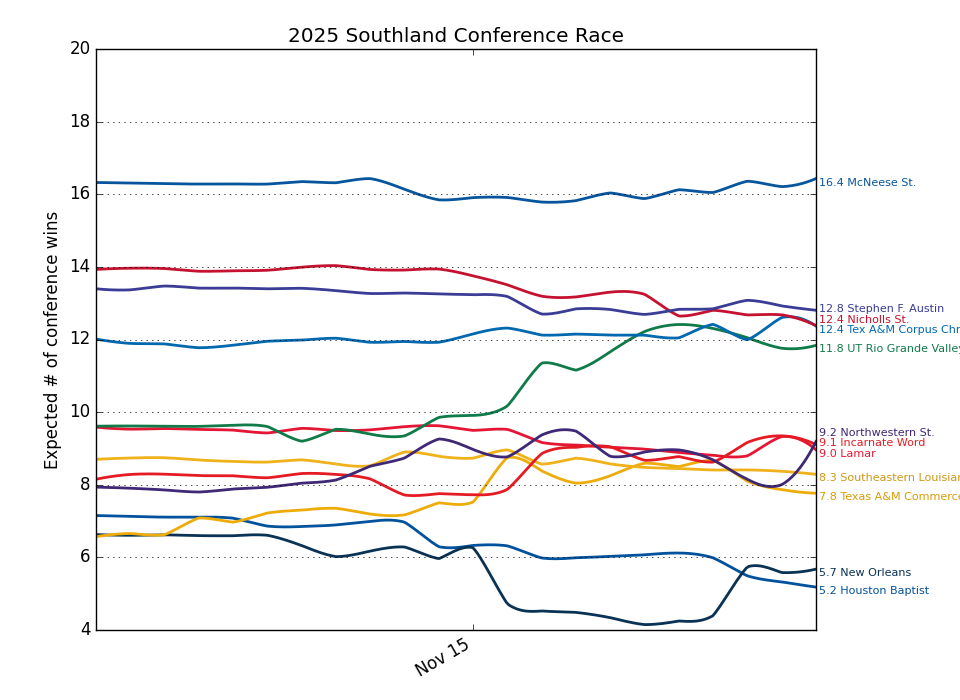 2025 Southland Conference Race
Expected # of conference wins
20
18
16
14
12
10
8
6
4
Nov 15
16.4 McNeese St.
12.8 Stephen F. Austin
12.4 Nicholls St.
12.4 Tex A&M Corpus Chr
11.8 UT Rio Grande Valley
9.2 Northwestern St.
9.1 Incarnate Word
9.0 Lamar
8.3 Southeastern Louisian
7.8 Texas A&M Commerce
5.7 New Orleans
5.2 Houston Baptist